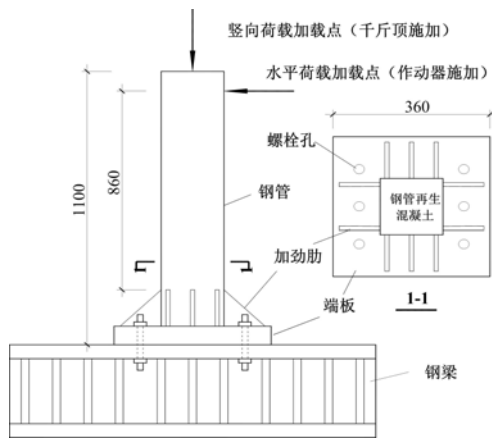 竖向荷载加载点（千斤顶施加）
水平荷载加载点（作动器施加）
360
螺栓孔
钢管再生
混凝土
1100
860
钢管
加劲肋
端板
1-1
钢梁